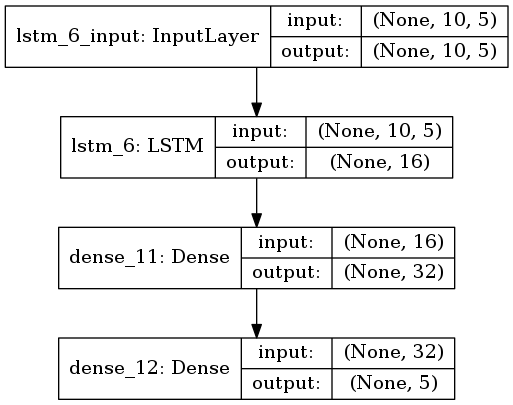 lstm_6_input: InputLayer
input: (None, 10, 5)
output: (None, 10, 5)
lstm_6: LSTM
input: (None, 10, 5)
output: (None, 16)
dense_11: Dense
input: (None, 16)
output: (None, 32)
dense_12: Dense
input: (None, 32)
output: (None, 5)